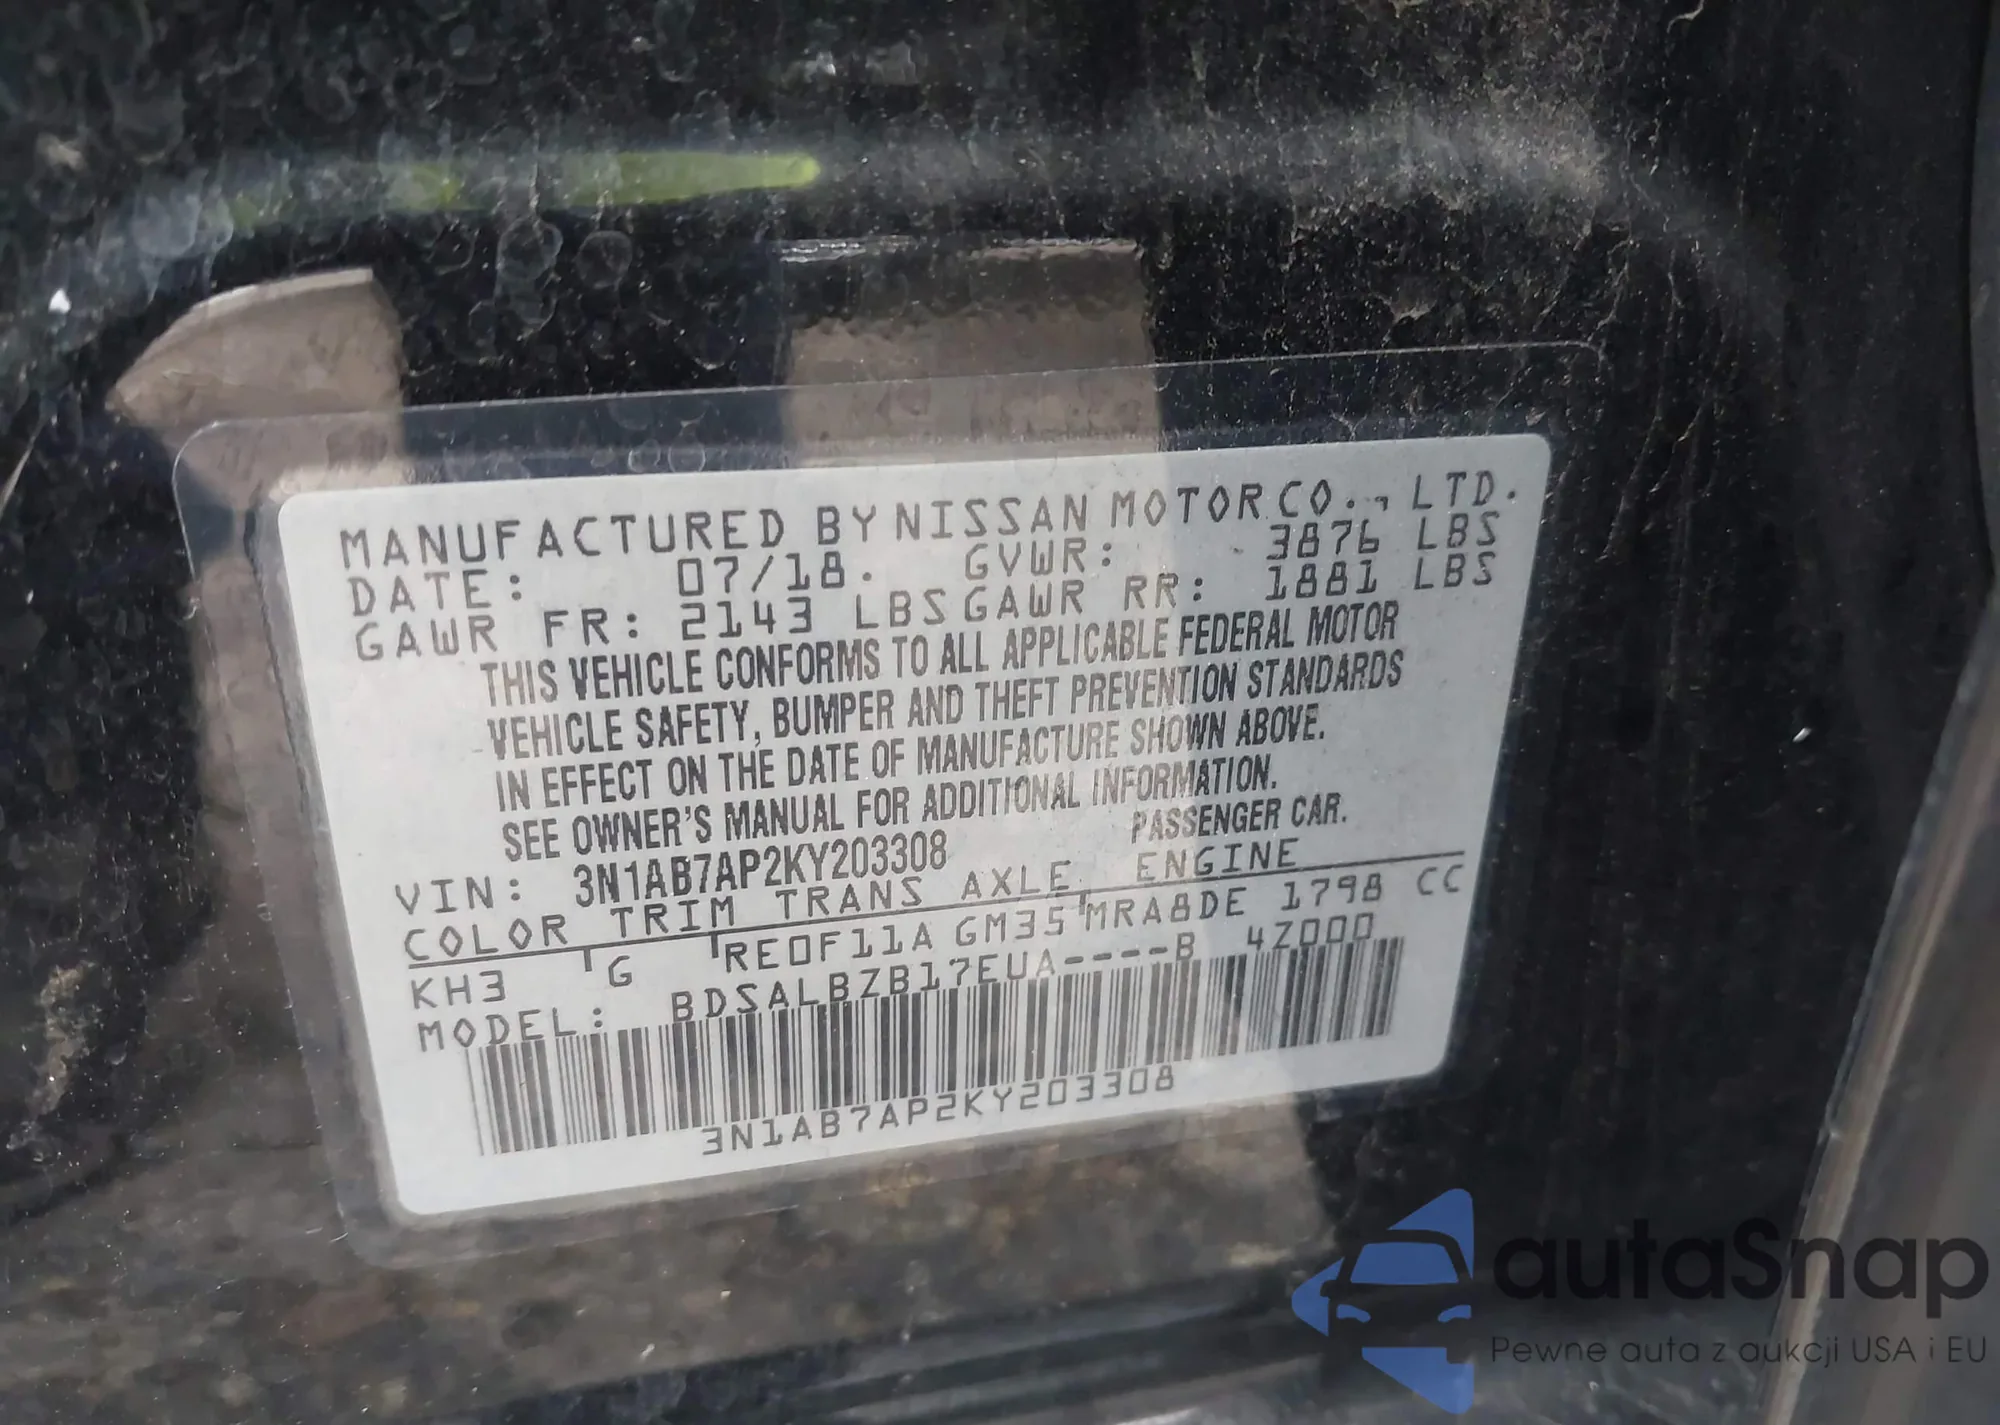 MANUFACTURED BY NISSAN MOTOR CO., LTD.
DATE: 07/18. GVWR: 3876 LBS
GAWR FR: 2143 LBS GAWR RR: 1881 LBS
THIS VEHICLE CONFORMS TO ALL APPLICABLE FEDERAL MOTOR
VEHICLE SAFETY, BUMPER AND THEFT PREVENTION STANDARDS
IN EFFECT ON THE DATE OF MANUFACTURE SHOWN ABOVE.
SEE OWNER'S MANUAL FOR ADDITIONAL INFORMATION.
VIN: 3N1AB7AP2KY203308 PASSENGER CAR.
COLOR TRIM TRANS AXLE ENGINE
KH3 G RE0F11A GM35 MRA8DE 1798 CC
MODEL: BDSALBZB17EUA----B 4Z000
3N1AB7AP2KY203308
autaSnap
Pewne auta z aukcji USA i EU